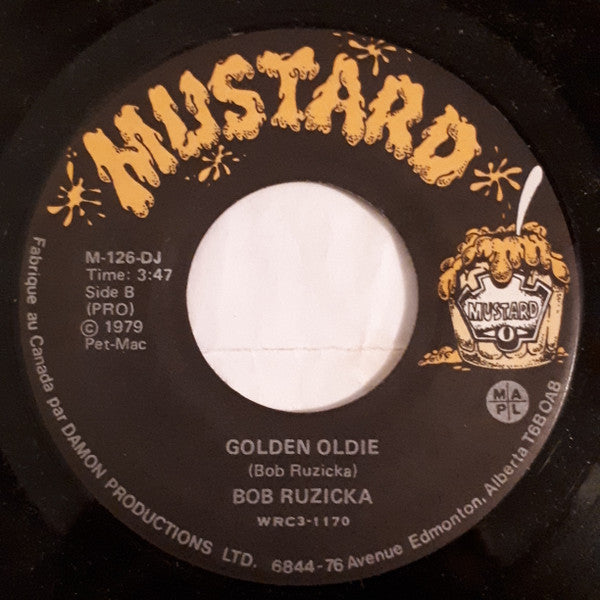 MUSTARD
M-126-DJ
Time: 3:47
Side B
(PRO)
© 1979
Pet-Mac
MUSTARD
O
M A
P L
GOLDEN OLDIE
(Bob Ruzicka)
BOB RUZICKA
WRC3-1170
Fabrique au Canada par DAMON PRODUCTIONS LTD. 6844-76 Avenue Edmonton, Alberta T6B 0A8